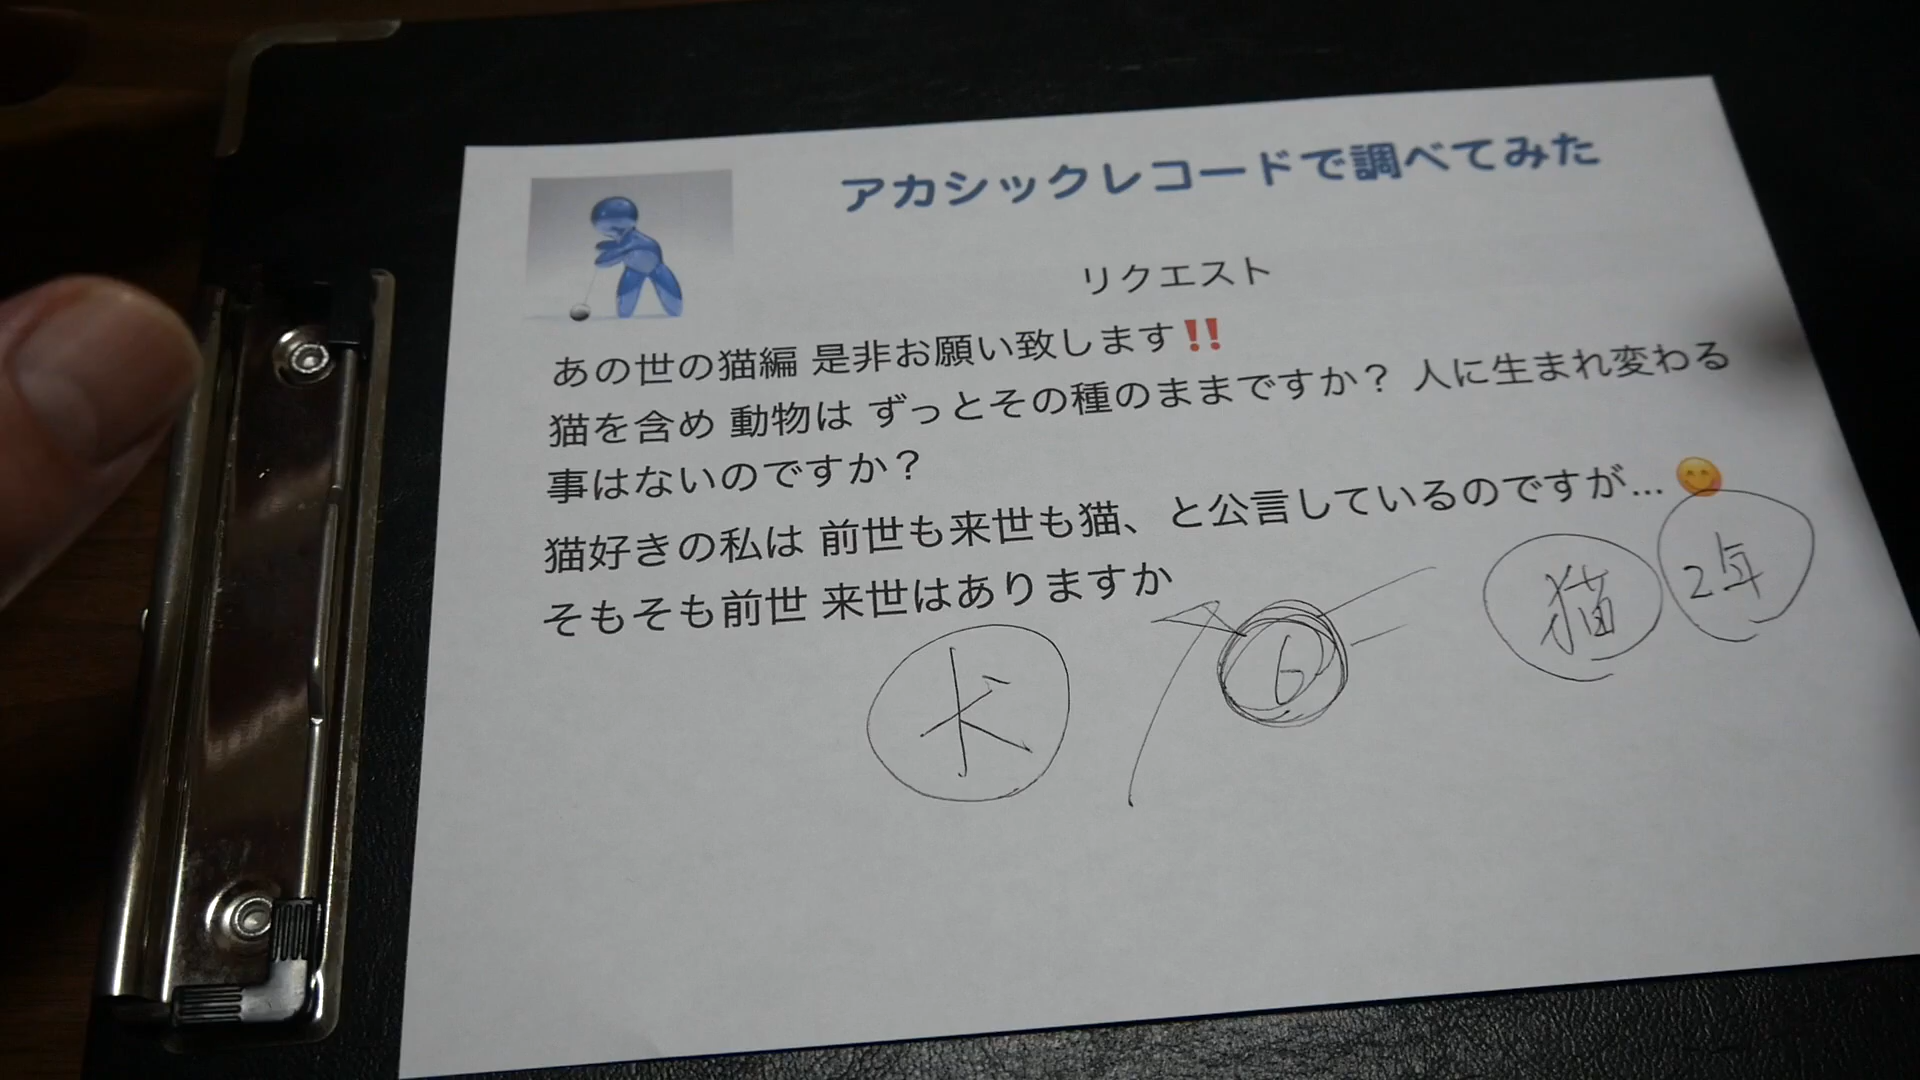 アカシックレコードで調べてみた
リクエスト
あの世の猫編 是非お願い致します‼️
猫を含め 動物は ずっとその種のままですか？ 人に生まれ変わる
事はないのですか？
猫好きの私は 前世も来世も猫、と公言しているのですが…😋
そもそも前世 来世はありますか
犬
6
猫
2年